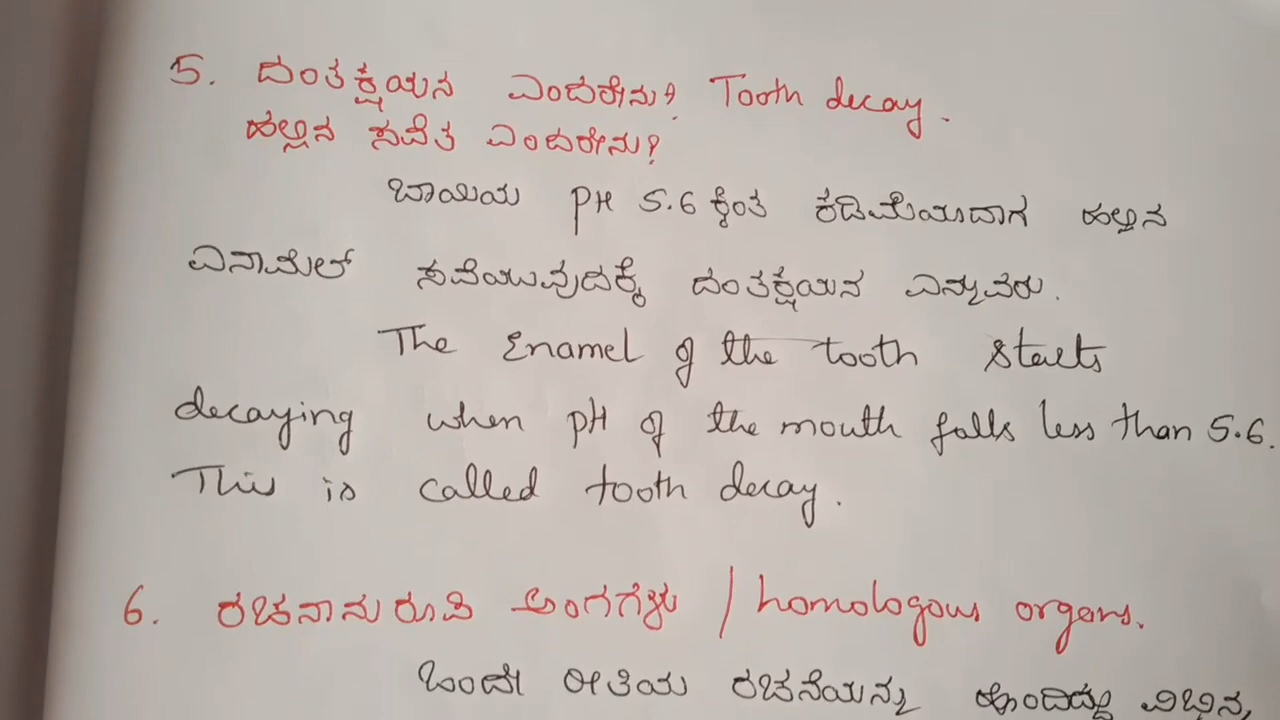 5. ದಂತಕ್ಷಯನ ಎಂದರೇನು? Tooth decay.
ಹಲ್ಲಿನ ಸವೆತ ಎಂದರೇನು?
ಬಾಯಿಯ PH 5.6 ಕ್ಕಿಂತ ಕಡಿಮೆಯಾದಾಗ ಹಲ್ಲಿನ
ಎನಾಮೆಲ್ ಸವೆಯುವುದಕ್ಕೆ ದಂತಕ್ಷಯನ ಎನ್ನುವರು.
The Enamel of the tooth starts
decaying when pH of the mouth falls less than 5.6.
This is called tooth decay.
6. ರಚನಾನುರೂಪಿ ಅಂಗಗಳು / homologous organs.
ಒಂದೇ ರೀತಿಯ ರಚನೆಯನ್ನು ಹೊಂದಿದ್ದು ವಿಭಿನ್ನ,